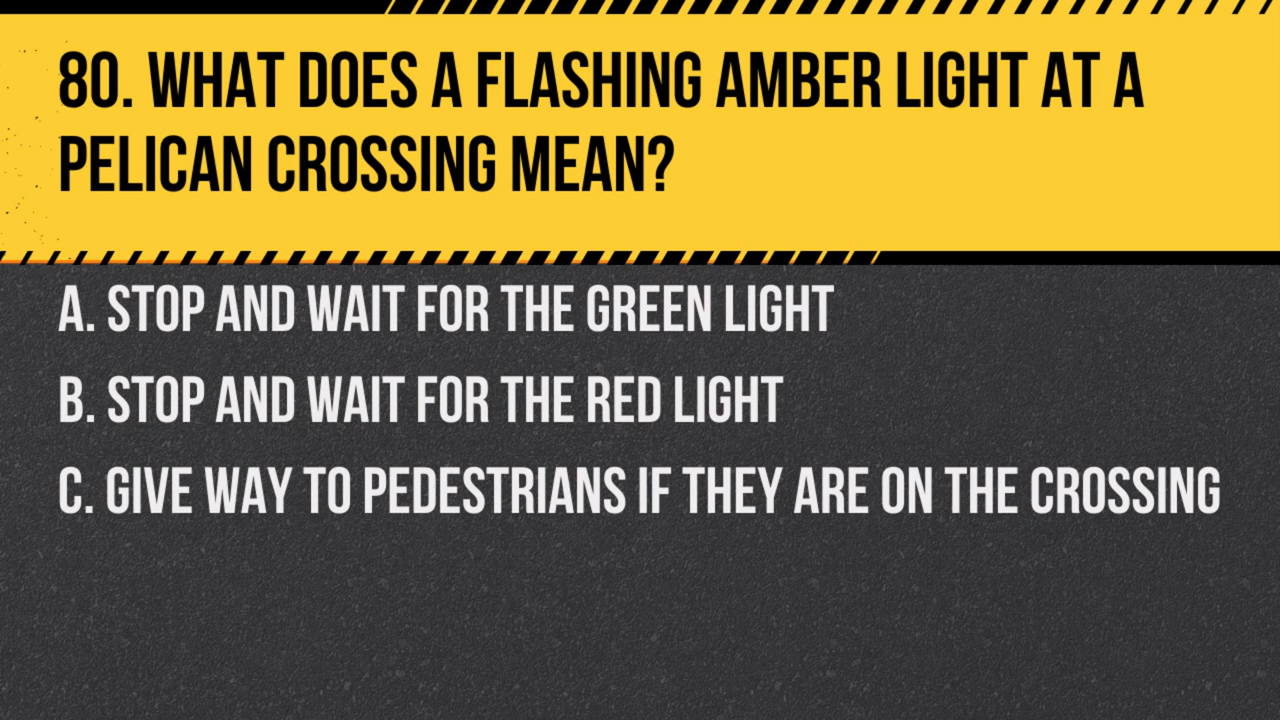 80. WHAT DOES A FLASHING AMBER LIGHT AT A
PELICAN CROSSING MEAN?
A. STOP AND WAIT FOR THE GREEN LIGHT
B. STOP AND WAIT FOR THE RED LIGHT
C. GIVE WAY TO PEDESTRIANS IF THEY ARE ON THE CROSSING